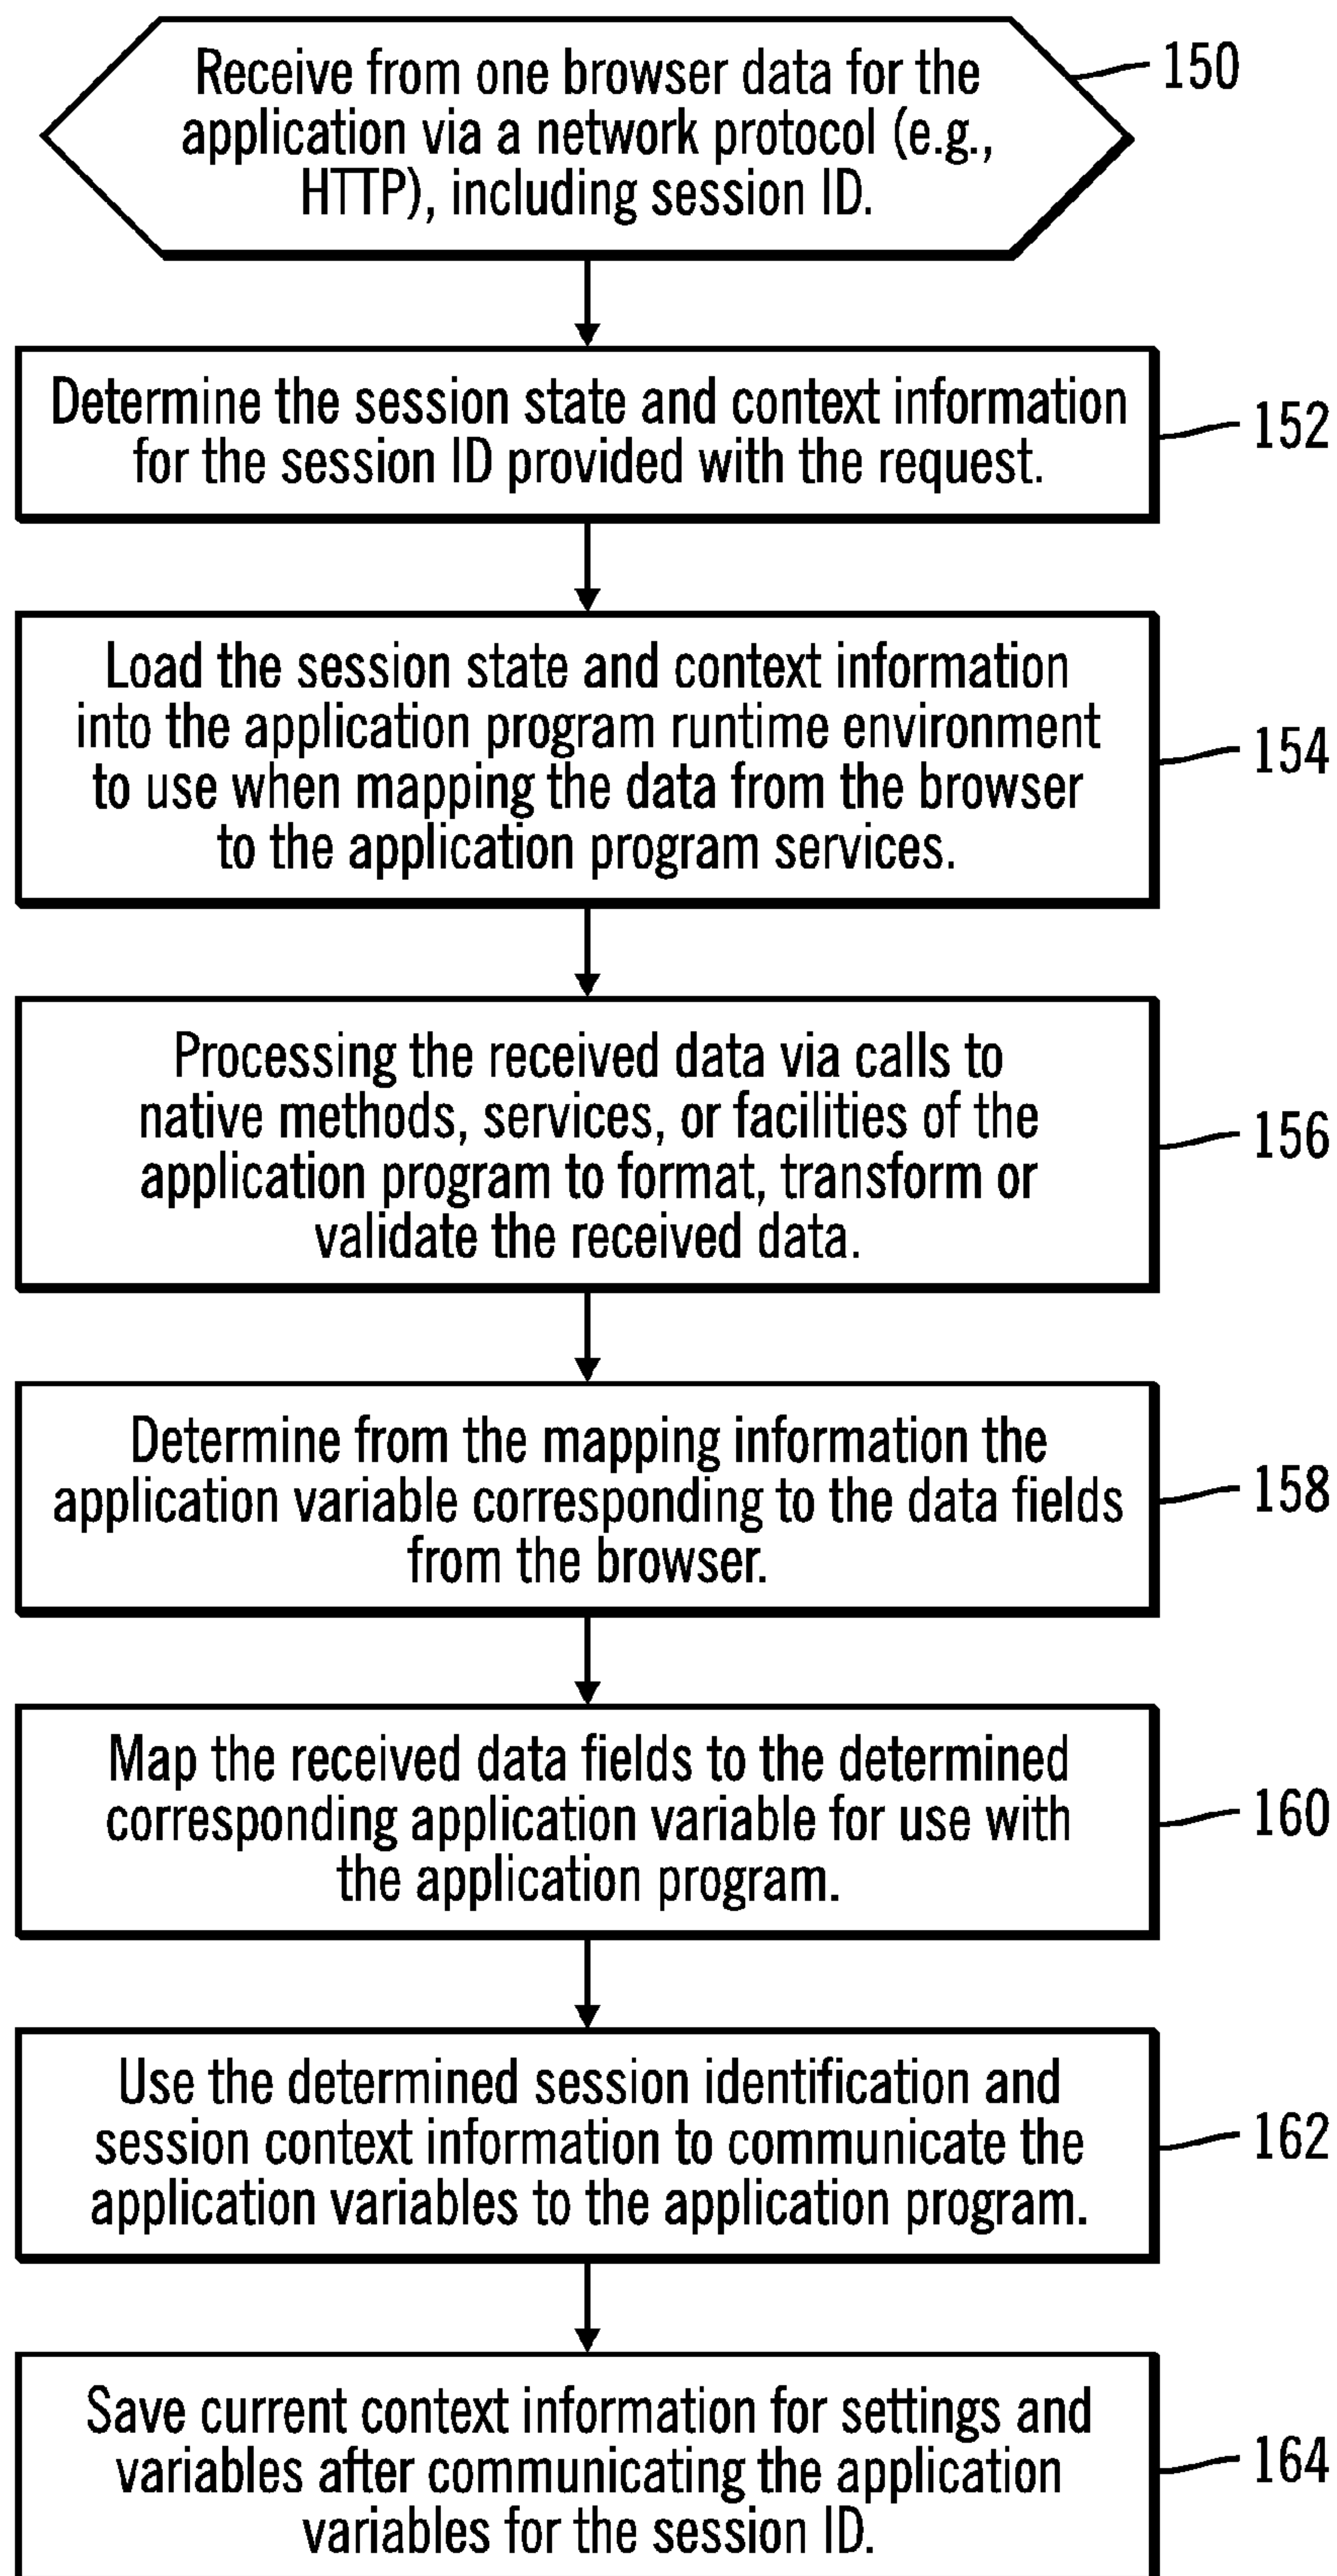 Receive from one browser data for the
application via a network protocol (e.g.,
HTTP), including session ID.
150
Determine the session state and context information
for the session ID provided with the request.
152
Load the session state and context information
into the application program runtime environment
to use when mapping the data from the browser
to the application program services.
154
Processing the received data via calls to
native methods, services, or facilities of the
application program to format, transform or
validate the received data.
156
Determine from the mapping information the
application variable corresponding to the data fields
from the browser.
158
Map the received data fields to the determined
corresponding application variable for use with
the application program.
160
Use the determined session identification and
session context information to communicate the
application variables to the application program.
162
Save current context information for settings and
variables after communicating the application
variables for the session ID.
164